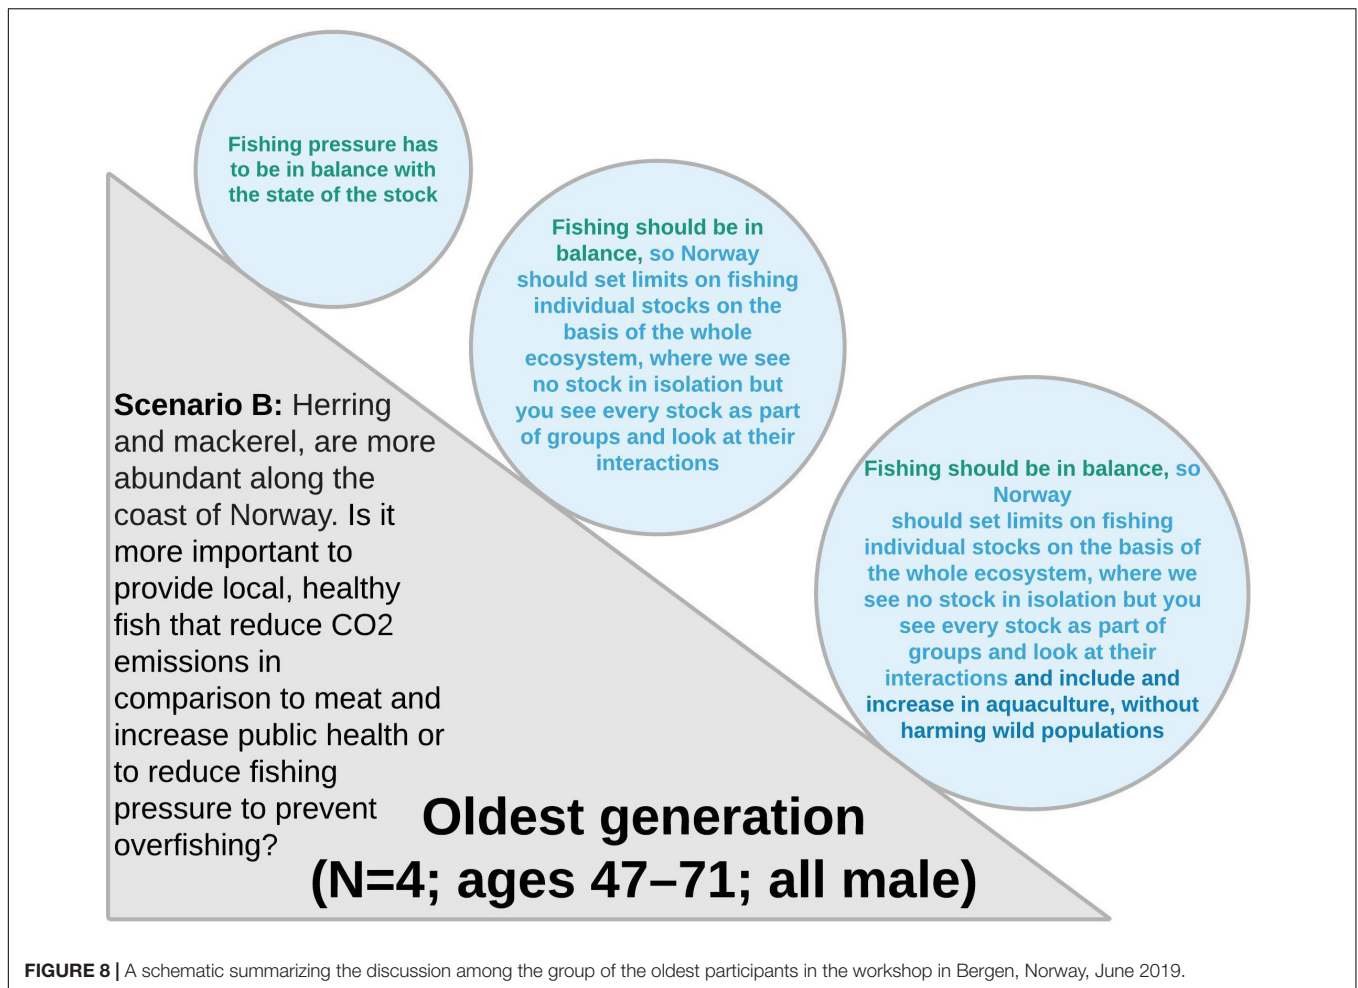 Fishing pressure has
to be in balance with
the state of the stock
Fishing should be in
balance, so Norway
should set limits on fishing
individual stocks on the
basis of the whole
ecosystem, where we see
no stock in isolation but
you see every stock as part
of groups and look at their
interactions
Fishing should be in balance, so
Norway
should set limits on fishing
individual stocks on the basis of
the whole ecosystem, where we
see no stock in isolation but you
see every stock as part of
groups and look at their
interactions and include and
increase in aquaculture, without
harming wild populations
Scenario B: Herring
and mackerel, are more
abundant along the
coast of Norway. Is it
more important to
provide local, healthy
fish that reduce CO2
emissions in
comparison to meat and
increase public health or
to reduce fishing
pressure to prevent
overfishing?
Oldest generation
(N=4; ages 47–71; all male)
FIGURE 8 | A schematic summarizing the discussion among the group of the oldest participants in the workshop in Bergen, Norway, June 2019.